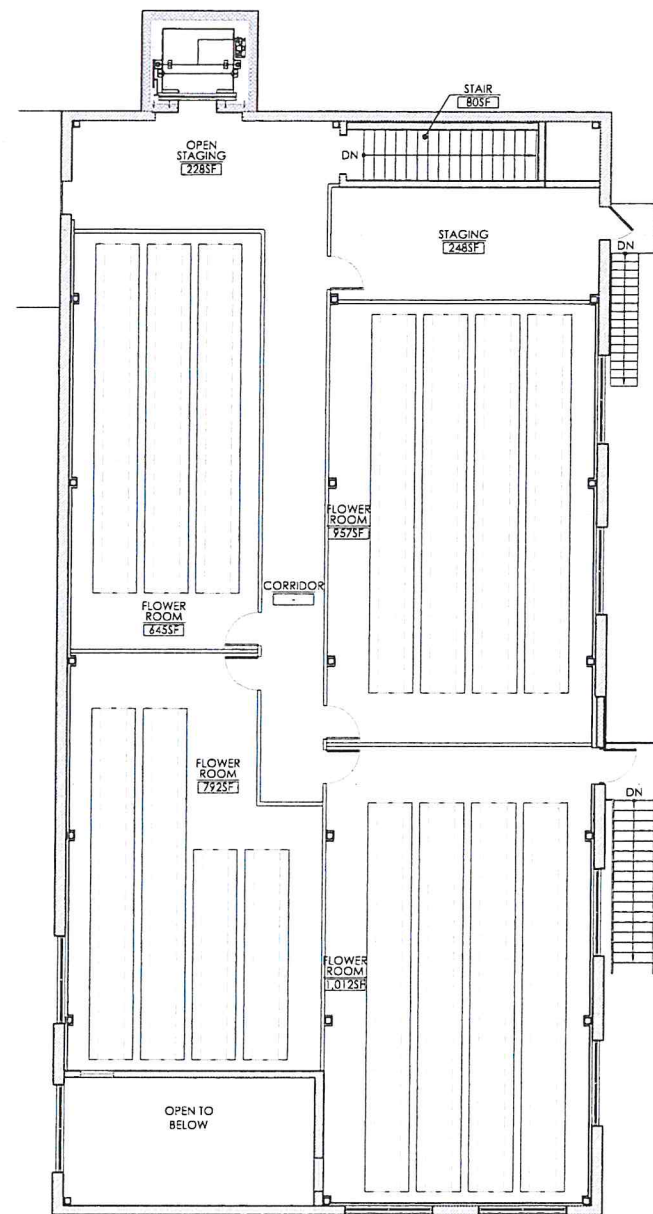 STAIR
80SF
OPEN
STAGING
228SF
DN
STAGING
248SF
DN
FLOWER
ROOM
957SF
CORRIDOR
-
FLOWER
ROOM
645SF
FLOWER
ROOM
792SF
DN
FLOWER
ROOM
1,012SF
OPEN TO
BELOW